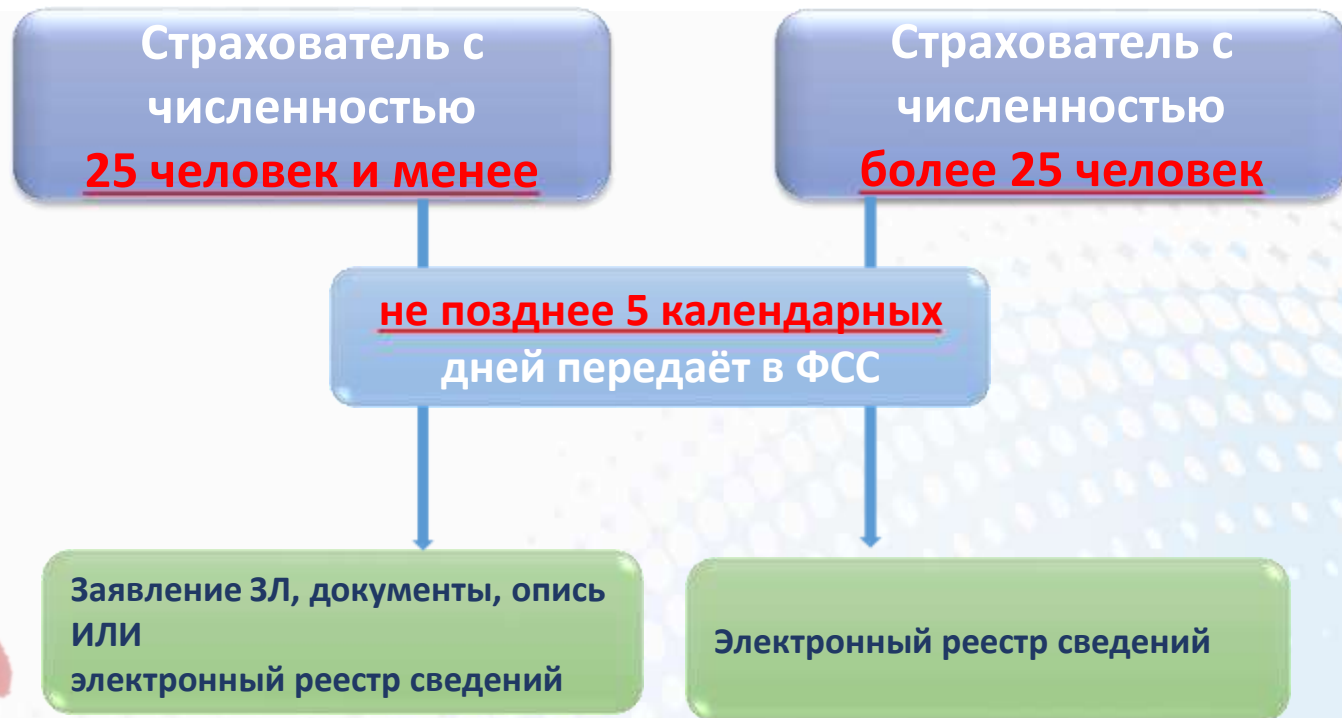 Страхователь с
численностью
25 человек и менее
Страхователь с
численностью
более 25 человек
не позднее 5 календарных
дней передаёт в ФСС
Заявление ЗЛ, документы, опись
ИЛИ
электронный реестр сведений
Электронный реестр сведений